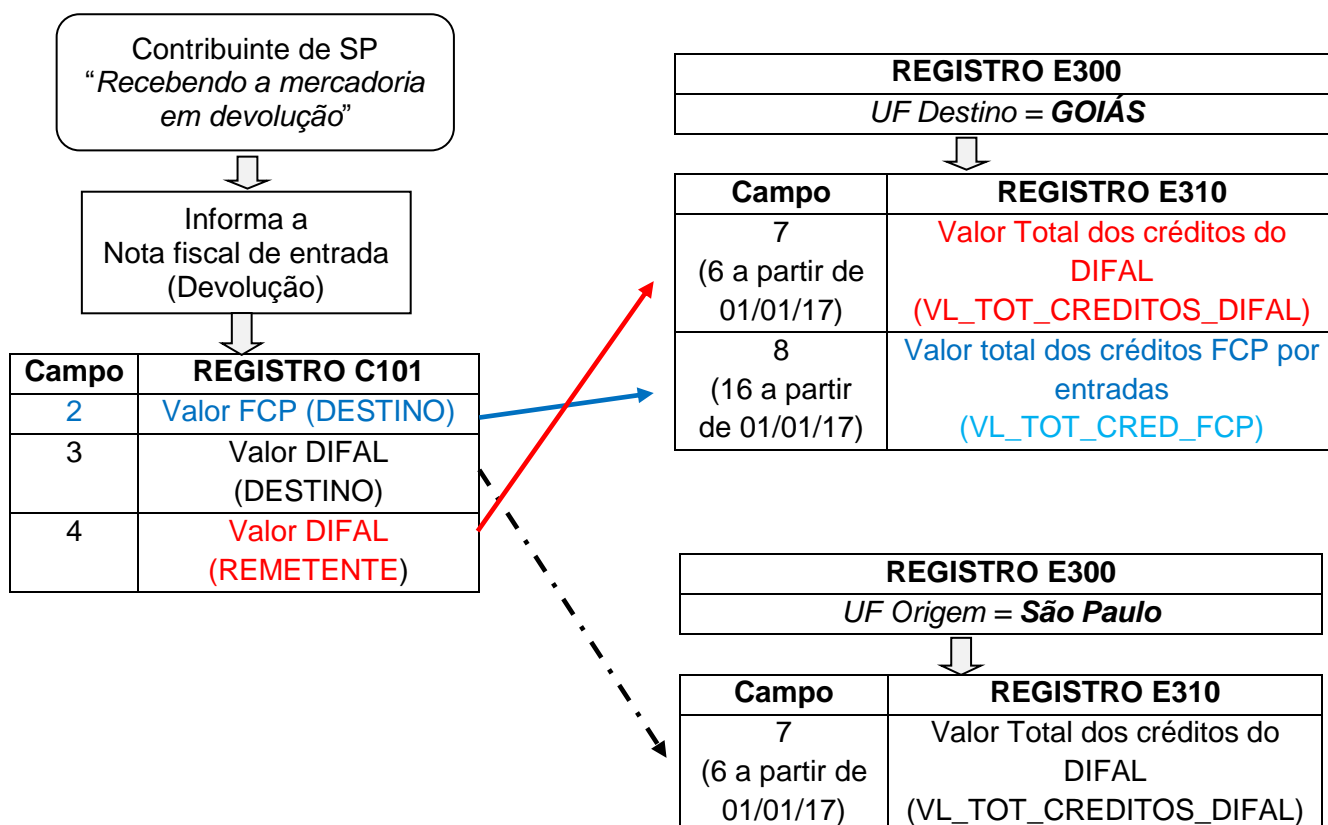 Contribuinte de SP
“Recebendo a mercadoria
em devolução”
Informa a
Nota fiscal de entrada
(Devolução)
Campo REGISTRO C101
2 Valor FCP (DESTINO)
3 Valor DIFAL
(DESTINO)
4 Valor DIFAL
(REMETENTE)
REGISTRO E300
UF Destino = GOIÁS
Campo REGISTRO E310
7 Valor Total dos créditos do
(6 a partir de DIFAL
01/01/17) (VL_TOT_CREDITOS_DIFAL)
8 Valor total dos créditos FCP por
(16 a partir entradas
de 01/01/17) (VL_TOT_CRED_FCP)
REGISTRO E300
UF Origem = São Paulo
Campo REGISTRO E310
7 Valor Total dos créditos do
(6 a partir de DIFAL
01/01/17) (VL_TOT_CREDITOS_DIFAL)